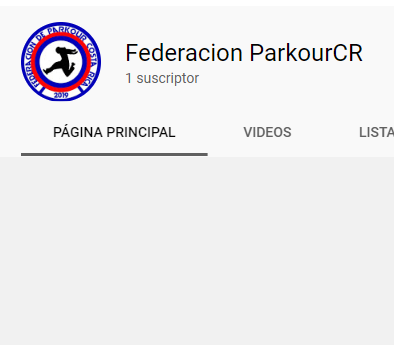 FEDERACION DE PARKOUR COSTA RICA
2019
Federacion ParkourCR
1 suscriptor
PÁGINA PRINCIPAL VIDEOS LISTA